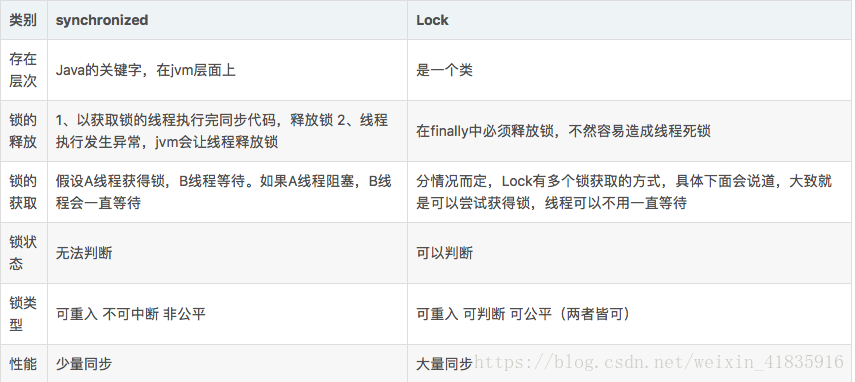 类别 synchronized Lock
存在
层次
Java的关键字，在jvm层面上
是一个类
锁的
释放
1、以获取锁的线程执行完同步代码，释放锁 2、线程
执行发生异常，jvm会让线程释放锁
在finally中必须释放锁，不然容易造成线程死锁
锁的
获取
假设A线程获得锁，B线程等待。如果A线程阻塞，B线
程会一直等待
分情况而定，Lock有多个锁获取的方式，具体下面会说道，大致就
是可以尝试获得锁，线程可以不用一直等待
锁状
态
无法判断
可以判断
锁类
型
可重入 不可中断 非公平
可重入 可判断 可公平（两者皆可）
性能 少量同步 大量同步
https://blog.csdn.net/weixin_41835916